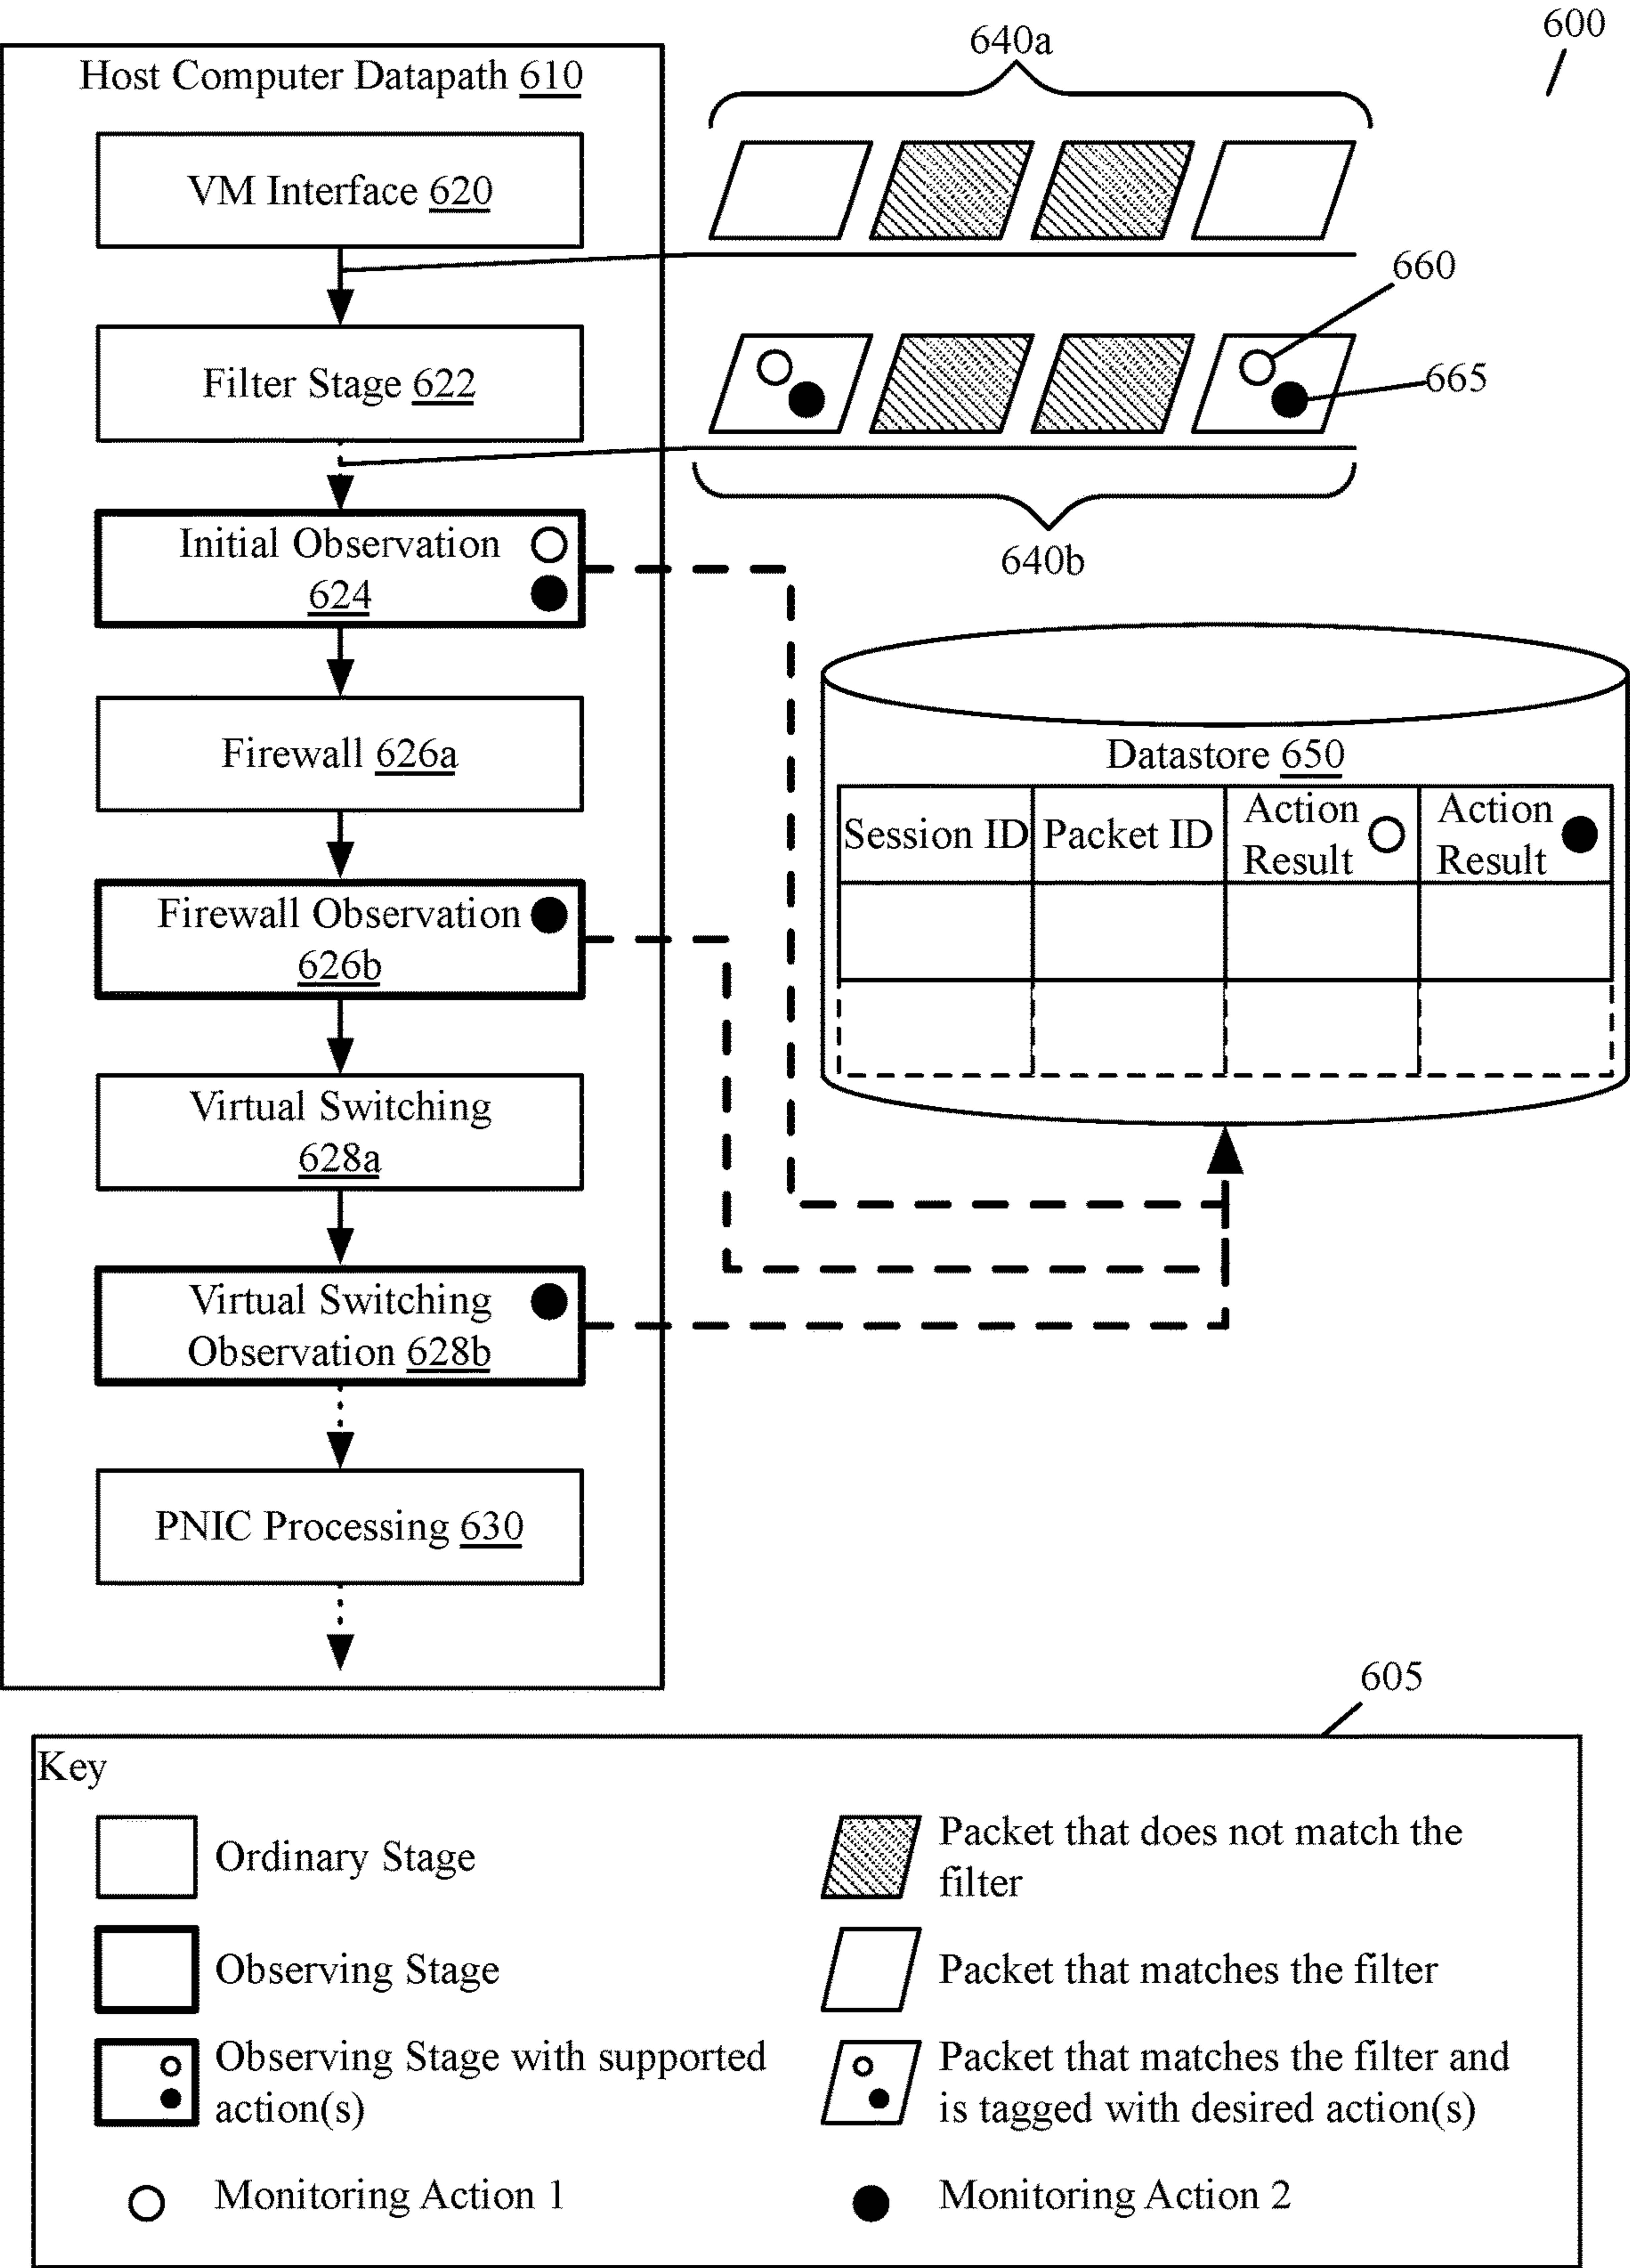 600
640a
Host Computer Datapath 610
VM Interface 620
660
Filter Stage 622
665
Initial Observation
624
640b
Firewall 626a
Datastore 650
Session ID
Packet ID
Action
Result
Action
Result
Firewall Observation
626b
Virtual Switching
628a
Virtual Switching
Observation 628b
PNIC Processing 630
605
Key
Ordinary Stage
Packet that does not match the
filter
Observing Stage
Packet that matches the filter
Observing Stage with supported
action(s)
Packet that matches the filter and
is tagged with desired action(s)
Monitoring Action 1
Monitoring Action 2